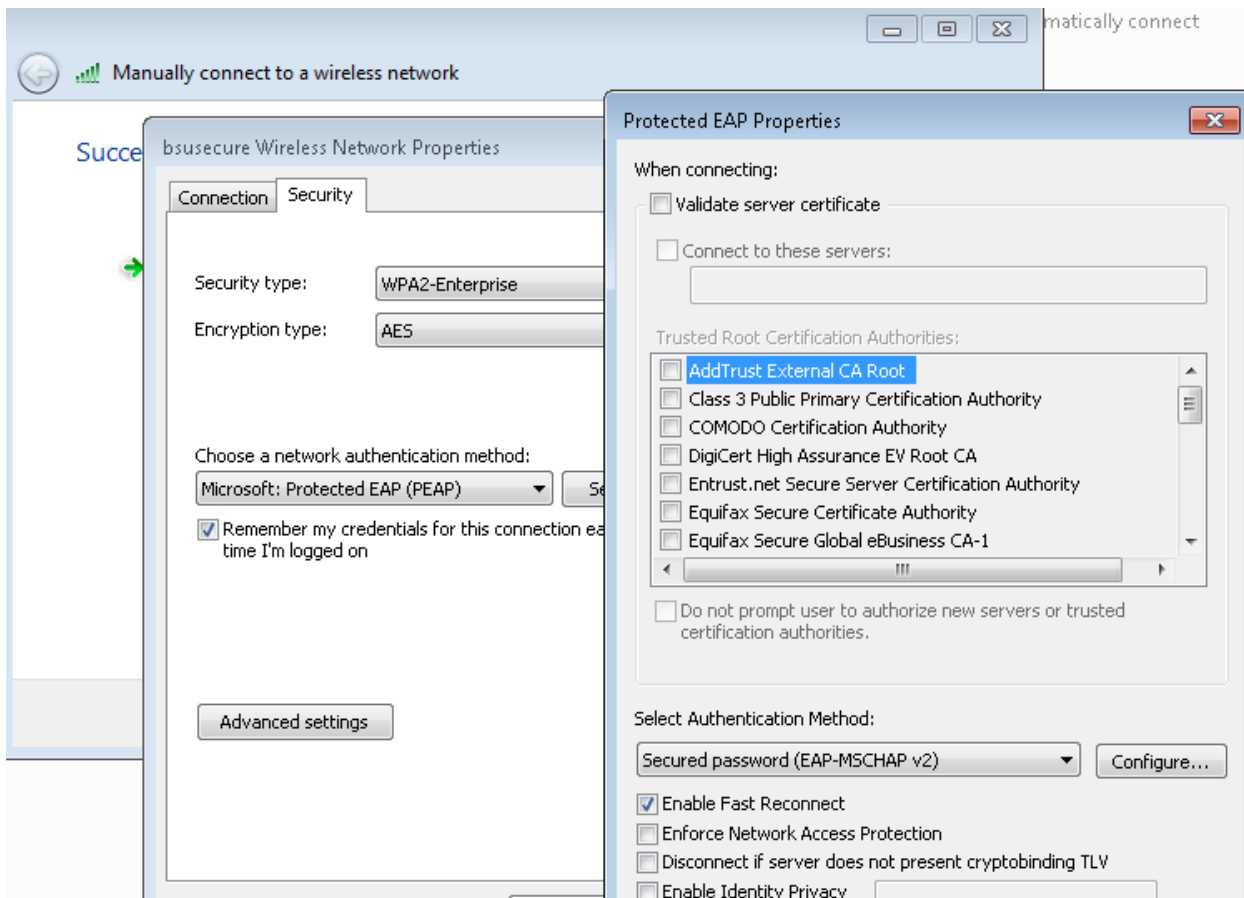 matically connect
Manually connect to a wireless network
Succe
bsusecure Wireless Network Properties
Connection
Security
Security type:
WPA2-Enterprise
Encryption type:
AES
Choose a network authentication method:
Microsoft: Protected EAP (PEAP)
Se
Remember my credentials for this connection ea
time I'm logged on
Advanced settings
Protected EAP Properties
When connecting:
Validate server certificate
Connect to these servers:
Trusted Root Certification Authorities:
AddTrust External CA Root
Class 3 Public Primary Certification Authority
COMODO Certification Authority
DigiCert High Assurance EV Root CA
Entrust.net Secure Server Certification Authority
Equifax Secure Certificate Authority
Equifax Secure Global eBusiness CA-1
Do not prompt user to authorize new servers or trusted
certification authorities.
Select Authentication Method:
Secured password (EAP-MSCHAP v2)
Configure...
Enable Fast Reconnect
Enforce Network Access Protection
Disconnect if server does not present cryptobinding TLV
Enable Identity Privacy